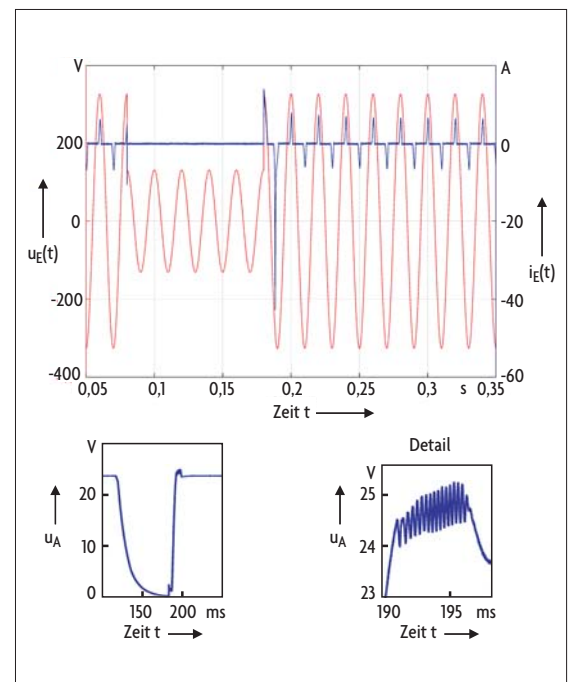 V
A
200
0
0
-20
-200
-40
-400
-60
u_E(t)
i_E(t)
0,05 0,1 0,15 0,2 0,25 0,3 s 0,35
Zeit t
V
20
10
0
u_A
150 200 ms
Zeit t
Detail
V
25
24
23
u_A
190 195 ms
Zeit t